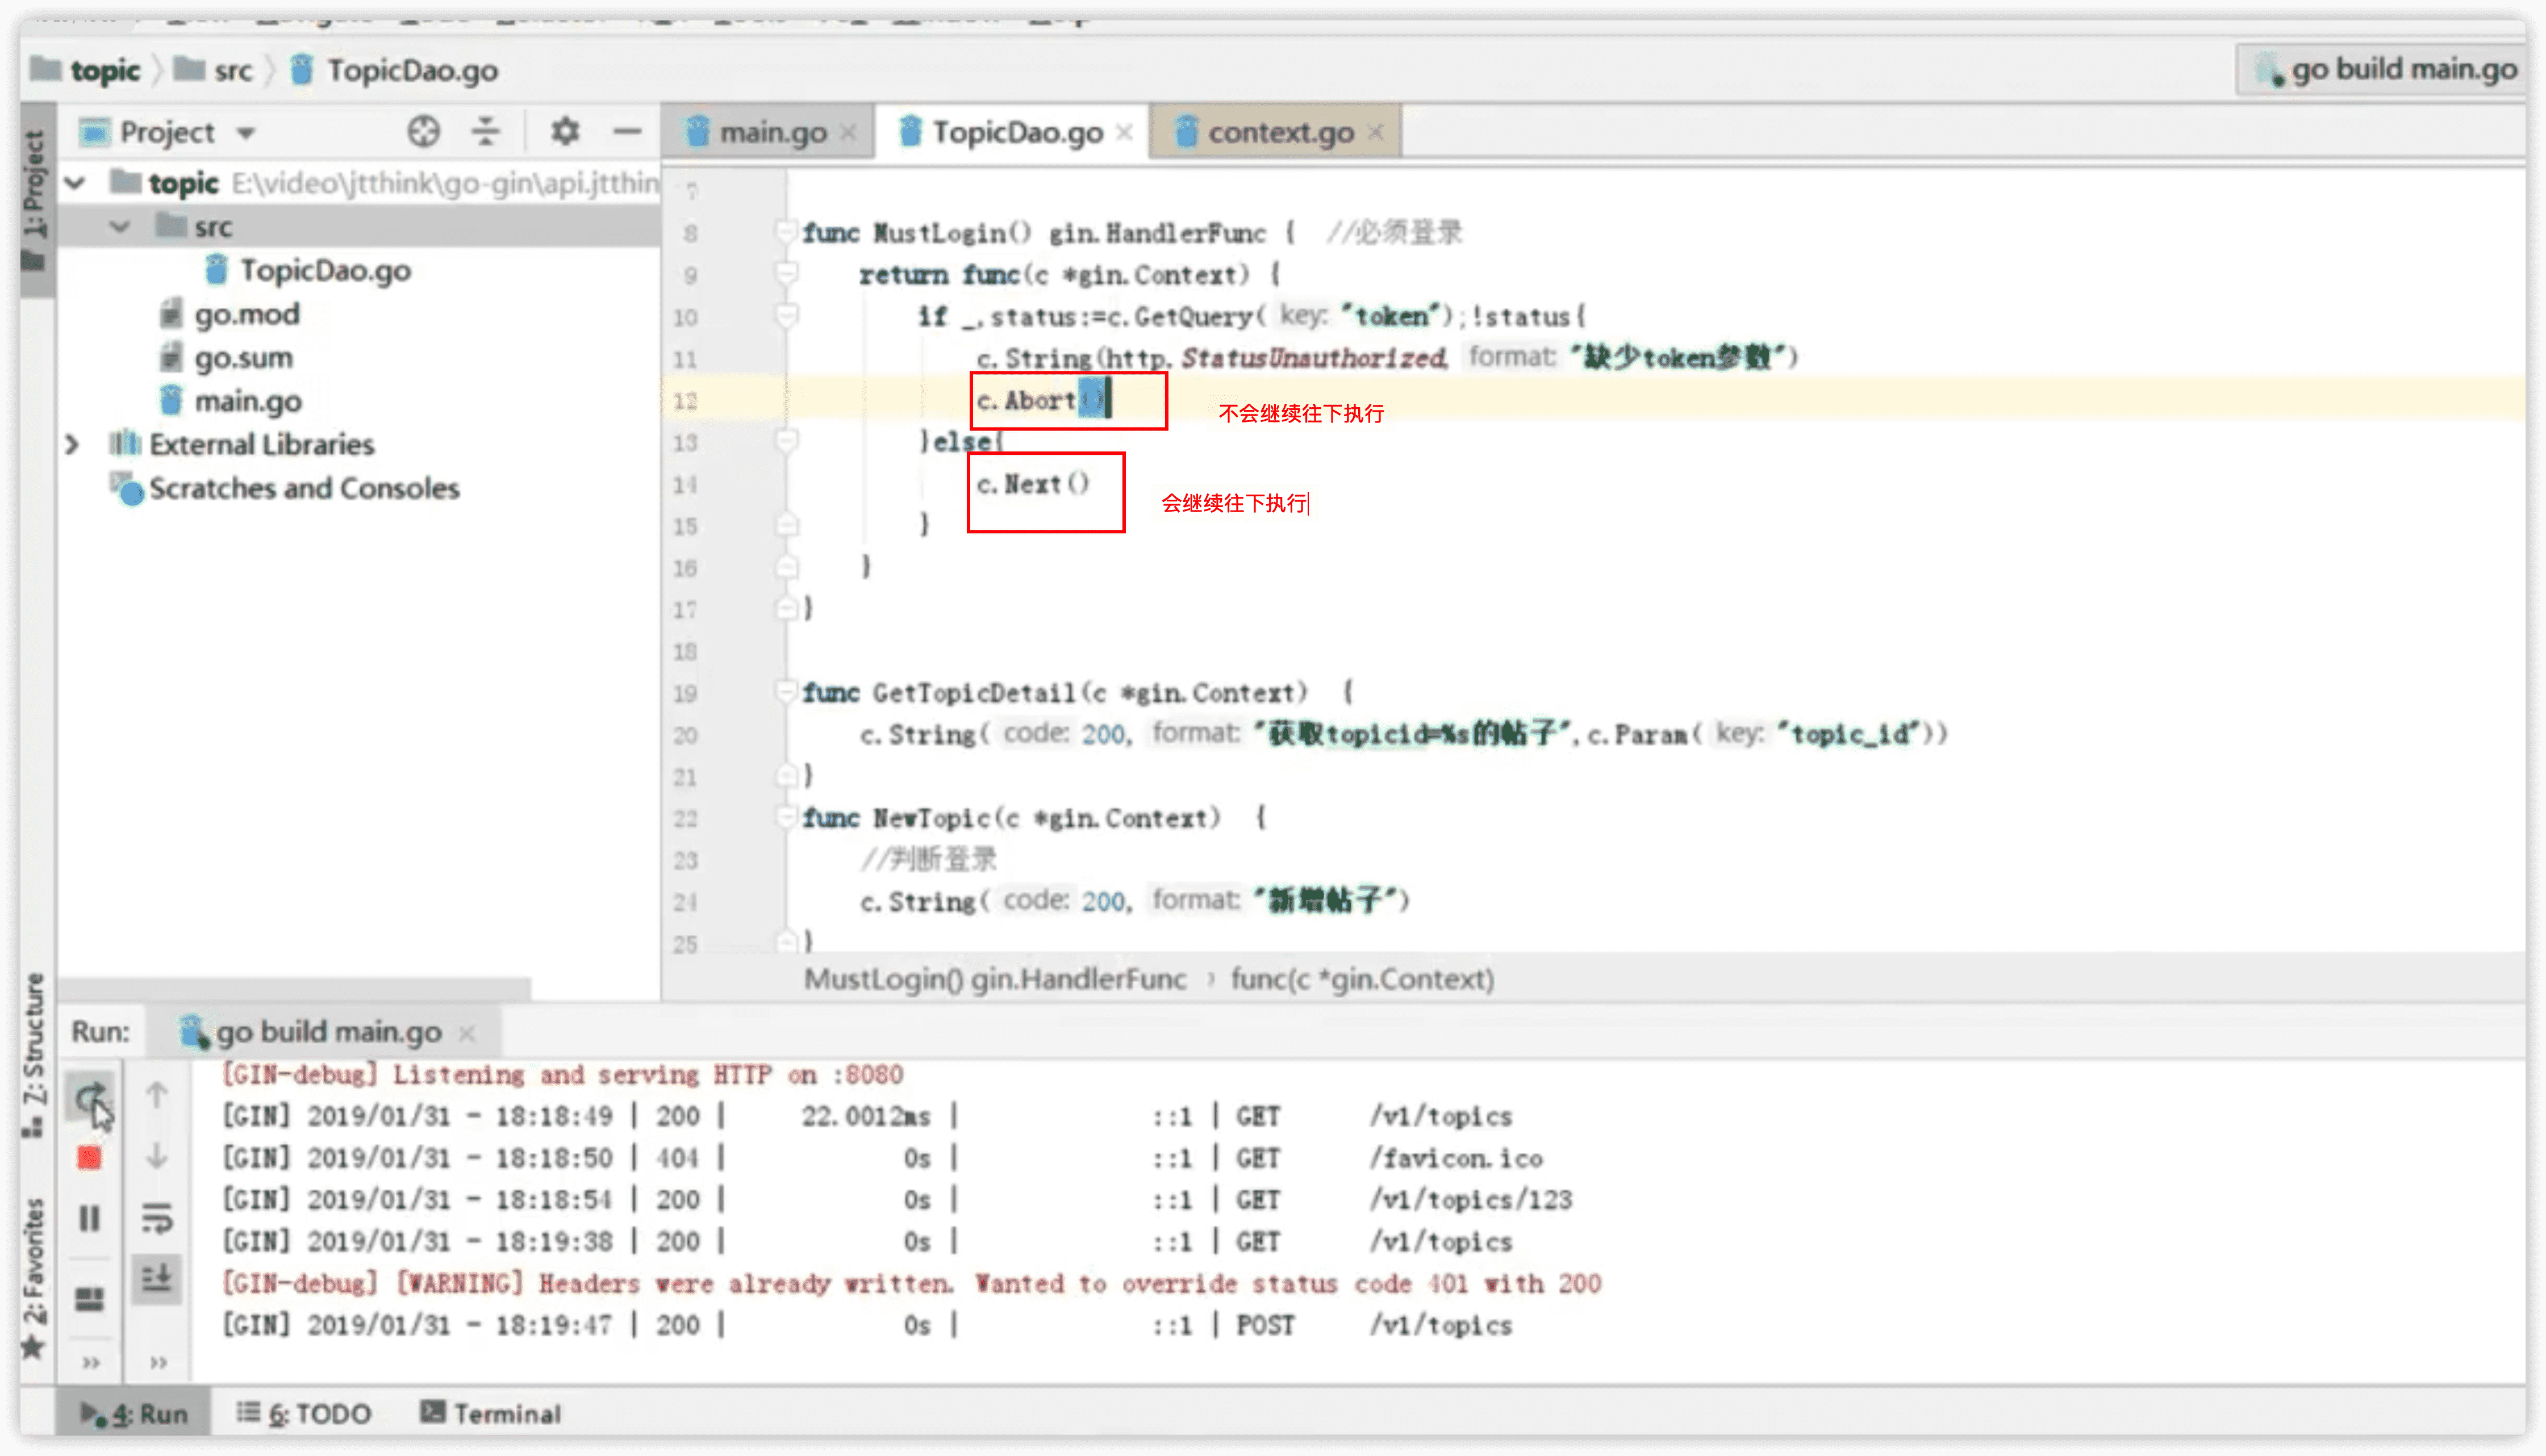 topic src TopicDao.go go build main.go
1: Project
Project
main.go TopicDao.go context.go
topic E:\video\jtthink\go-gin\api.jtthin
src
TopicDao.go
go.mod
go.sum
main.go
External Libraries
Scratches and Consoles
7
8 func MustLogin() gin.HandlerFunc { //必须登录
9 return func(c *gin.Context) {
10 if _,status:=c.GetQuery( key: "token");!status{
11 c.String(http.StatusUnauthorized, format: "缺少token参数")
12 c.Abort() 不会继续往下执行
13 }else{
14 c.Next() 会继续往下执行
15 }
16 }
17 }
18
19 func GetTopicDetail(c *gin.Context) {
20 c.String( code: 200, format: "获取topicid=%s的帖子",c.Param( key: "topic_id"))
21 }
22 func NewTopic(c *gin.Context) {
23 //判断登录
24 c.String( code: 200, format: "新增帖子")
25 }
MustLogin() gin.HandlerFunc › func(c *gin.Context)
Z: Structure
2: Favorites
Run: go build main.go
[GIN-debug] Listening and serving HTTP on :8080
[GIN] 2019/01/31 - 18:18:49 | 200 | 22.0012ms | ::1 | GET /v1/topics
[GIN] 2019/01/31 - 18:18:50 | 404 | 0s | ::1 | GET /favicon.ico
[GIN] 2019/01/31 - 18:18:54 | 200 | 0s | ::1 | GET /v1/topics/123
[GIN] 2019/01/31 - 18:19:38 | 200 | 0s | ::1 | GET /v1/topics
[GIN-debug] [WARNING] Headers were already written. Wanted to override status code 401 with 200
[GIN] 2019/01/31 - 18:19:47 | 200 | 0s | ::1 | POST /v1/topics
4: Run 6: TODO Terminal